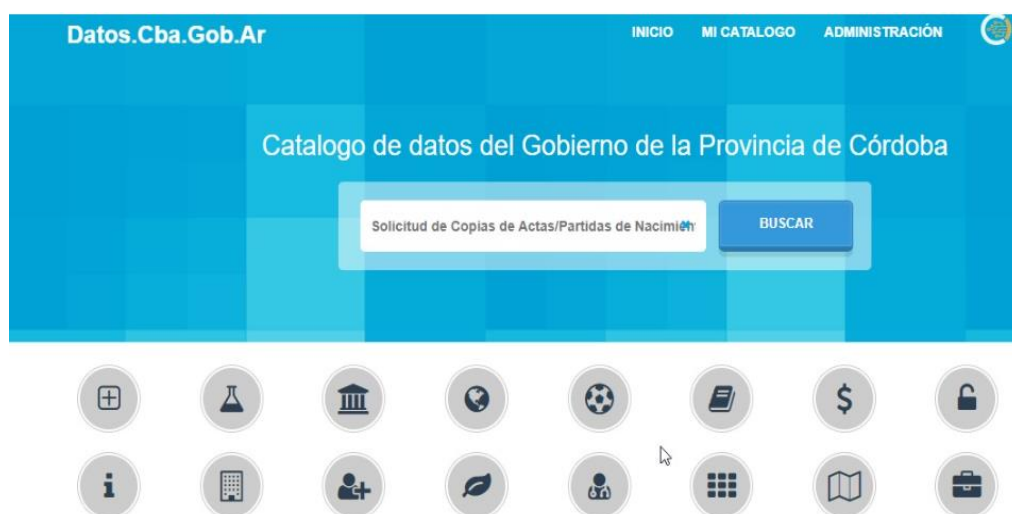 Datos.Cba.Gob.Ar
INICIO MI CATALOGO ADMINISTRACIÓN
Catalogo de datos del Gobierno de la Provincia de Córdoba
Solicitud de Copias de Actas/Partidas de
BUSCAR